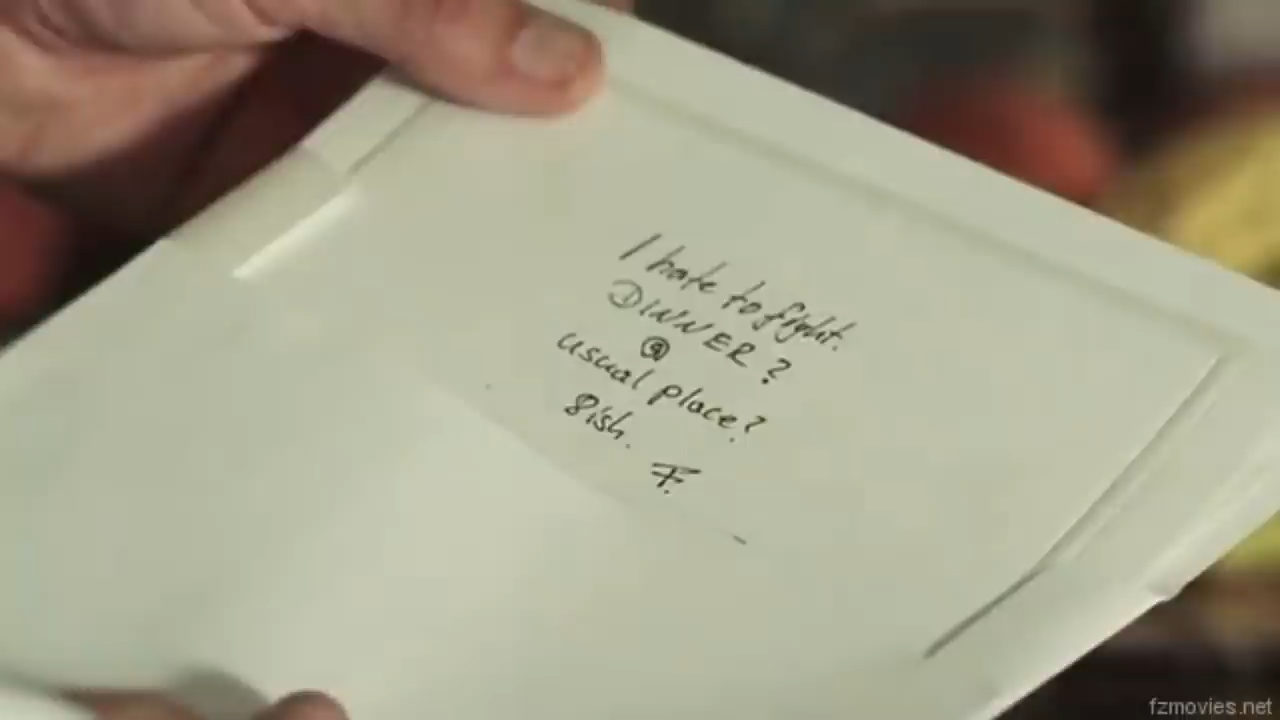 I hate to fight.
DINNER?
@
usual place?
8ish.
F.
fzmovies.net